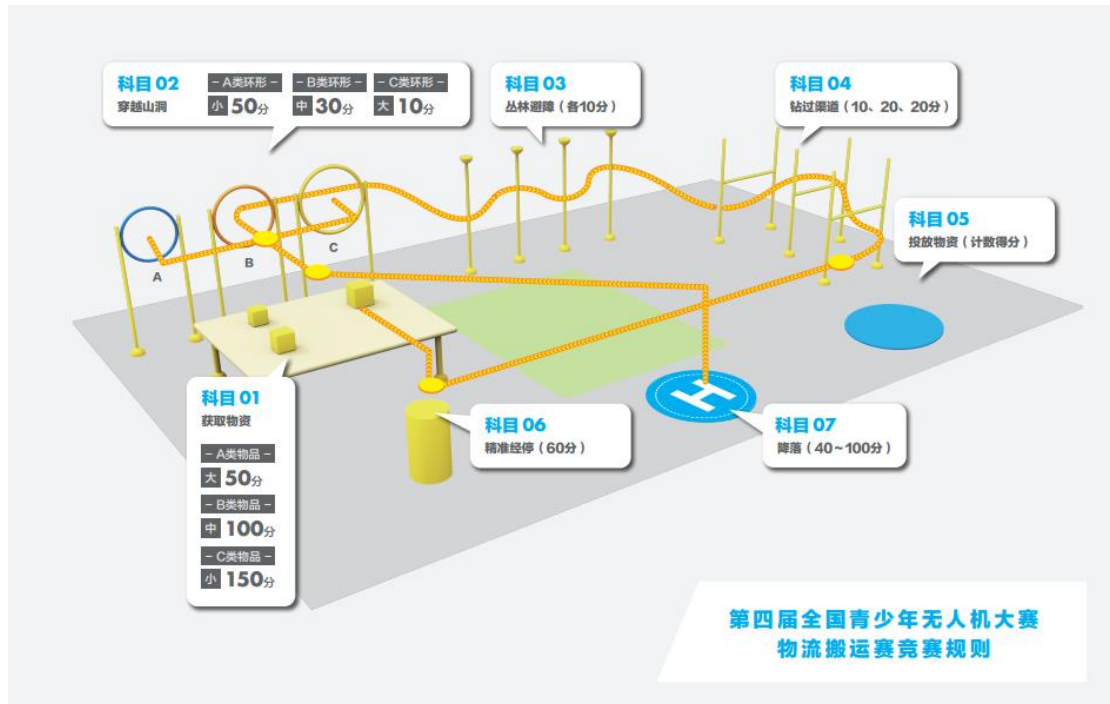 科目 02
穿越山洞
– A类环形 –
小 50分
– B类环形 –
中 30分
– C类环形 –
大 10分
科目 03
丛林避障（各10分）
科目 04
钻过渠道（10、20、20分）
科目 05
投放物资（计数得分）
A
B
C
科目 01
获取物资
– A类物品 –
大 50分
– B类物品 –
中 100分
– C类物品 –
小 150分
科目 06
精准经停（60分）
H
科目 07
降落（40～100分）
第四届全国青少年无人机大赛
物流搬运赛竞赛规则